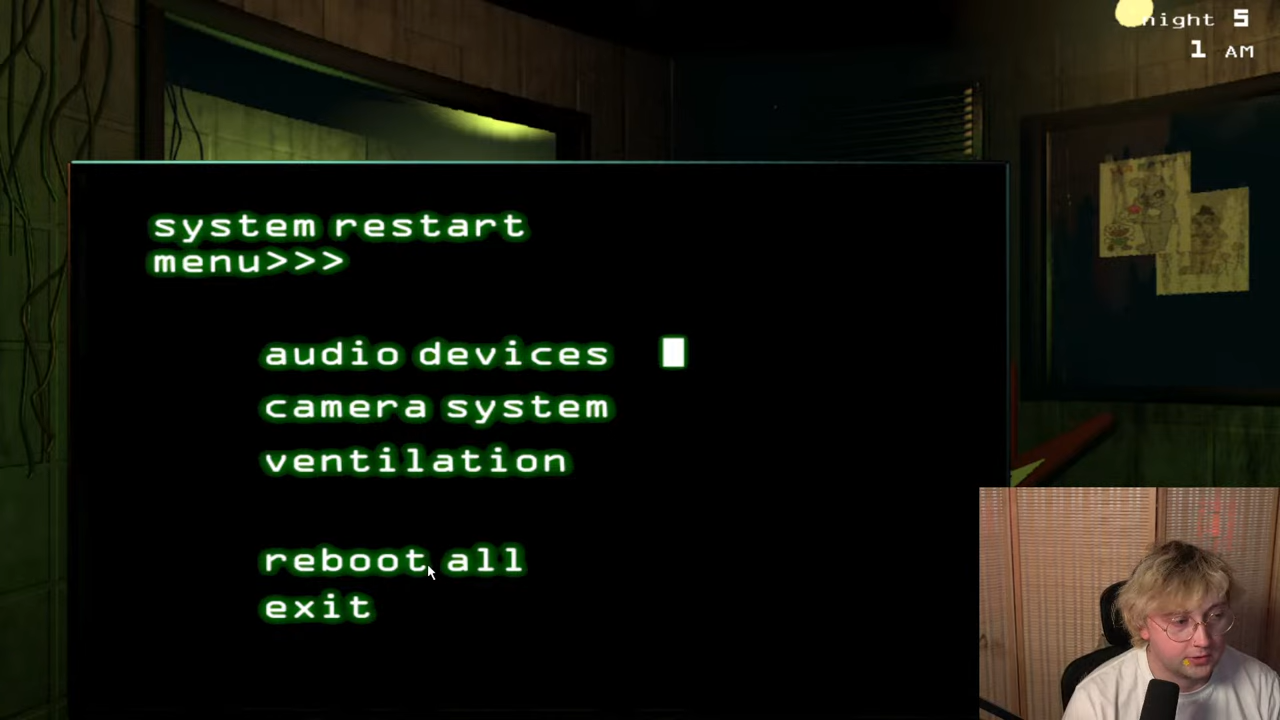 night 5
1 AM
system restart
menu>>>
audio devices
camera system
ventilation
reboot all
exit